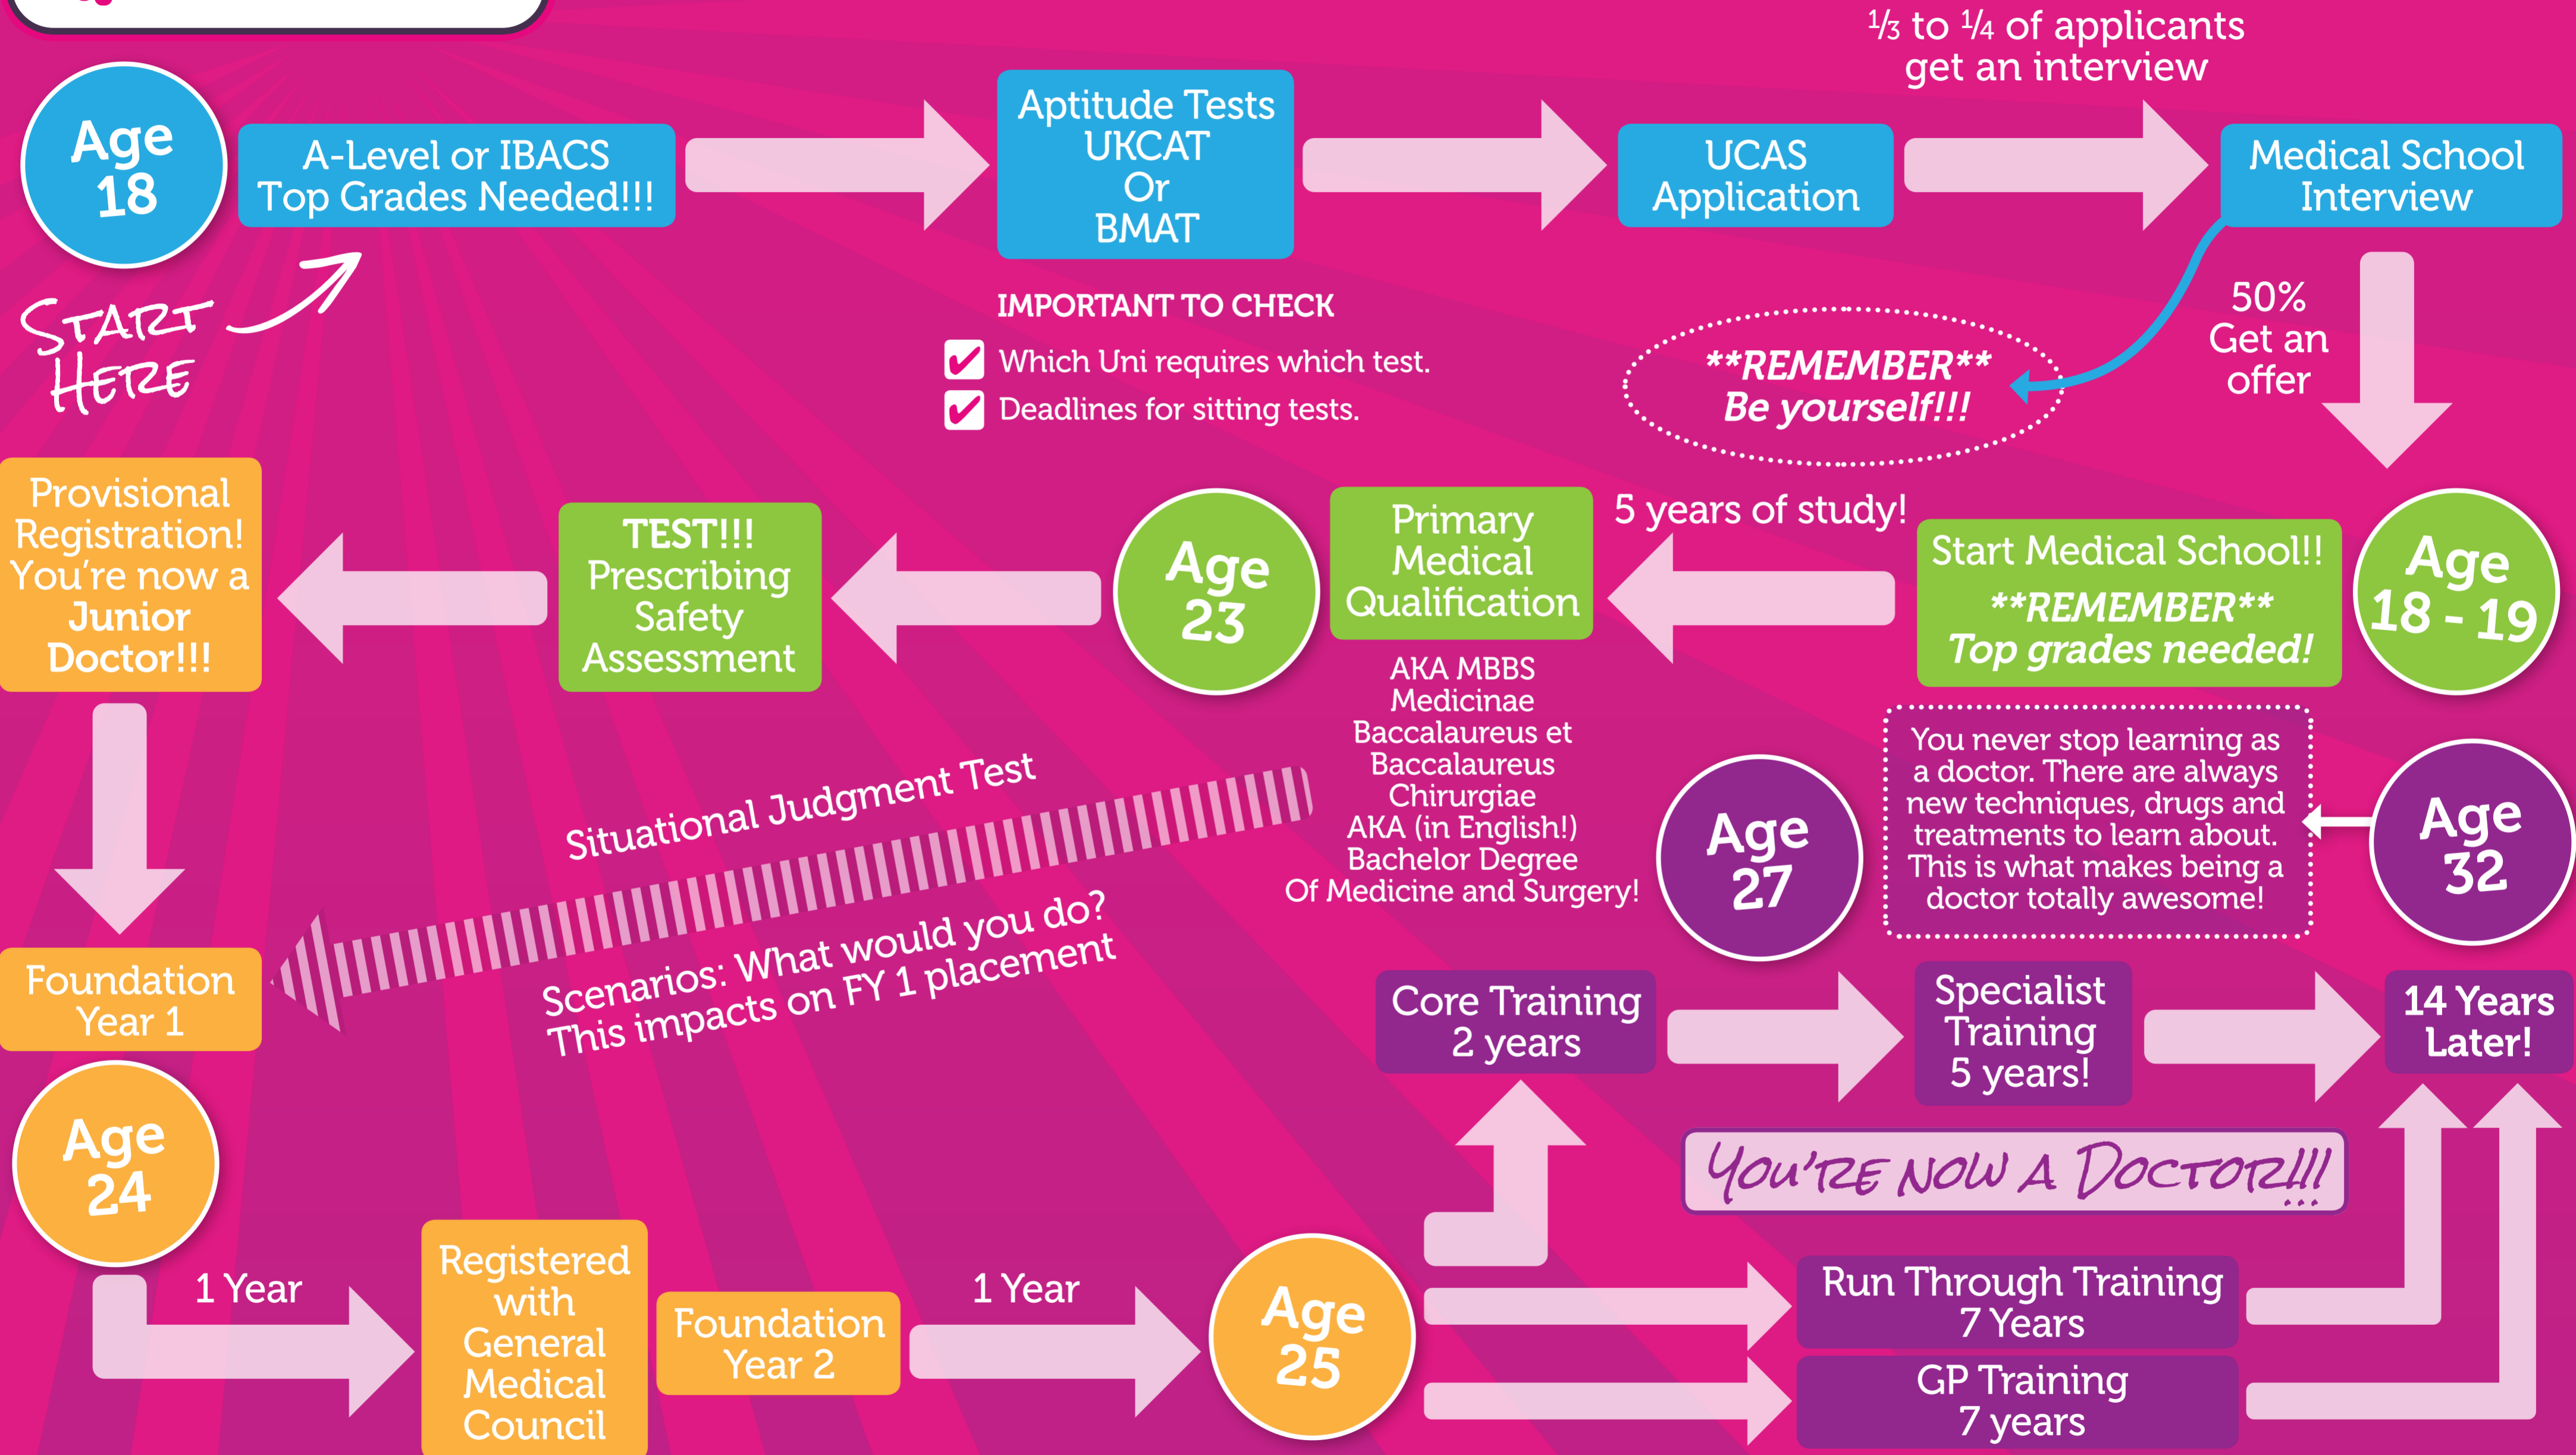 ⅓ to ¼ of applicants
get an interview
Age
18
A-Level or IBACS
Top Grades Needed!!!
Aptitude Tests
UKCAT
Or
BMAT
UCAS
Application
Medical School
Interview
START
HERE
IMPORTANT TO CHECK
Which Uni requires which test.
Deadlines for sitting tests.
**REMEMBER**
Be yourself!!!
50%
Get an
offer
Age
18 - 19
Start Medical School!!
**REMEMBER**
Top grades needed!
5 years of study!
Primary
Medical
Qualification
AKA MBBS
Medicinae
Baccalaureus et
Baccalaureus
Chirurgiae
AKA (in English!)
Bachelor Degree
Of Medicine and Surgery!
Age
23
TEST!!!
Prescribing
Safety
Assessment
Provisional
Registration!
You're now a
Junior
Doctor!!!
Situational Judgment Test
Scenarios: What would you do?
This impacts on FY 1 placement
Foundation
Year 1
Age
24
1 Year
Registered
with
General
Medical
Council
Foundation
Year 2
1 Year
Age
25
Core Training
2 years
Age
27
Specialist
Training
5 years!
14 Years
Later!
Age
32
You never stop learning as
a doctor. There are always
new techniques, drugs and
treatments to learn about.
This is what makes being a
doctor totally awesome!
YOU'RE NOW A DOCTOR!!!
Run Through Training
7 Years
GP Training
7 years